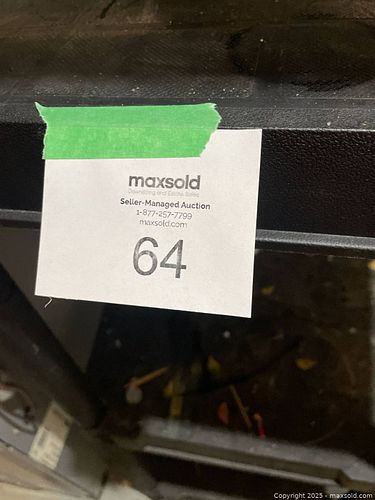 maxsold
Downsizing and Estate Sales
Seller-Managed Auction
1-877-257-7799
maxsold.com
64
Copyright 2025 - maxsold.com